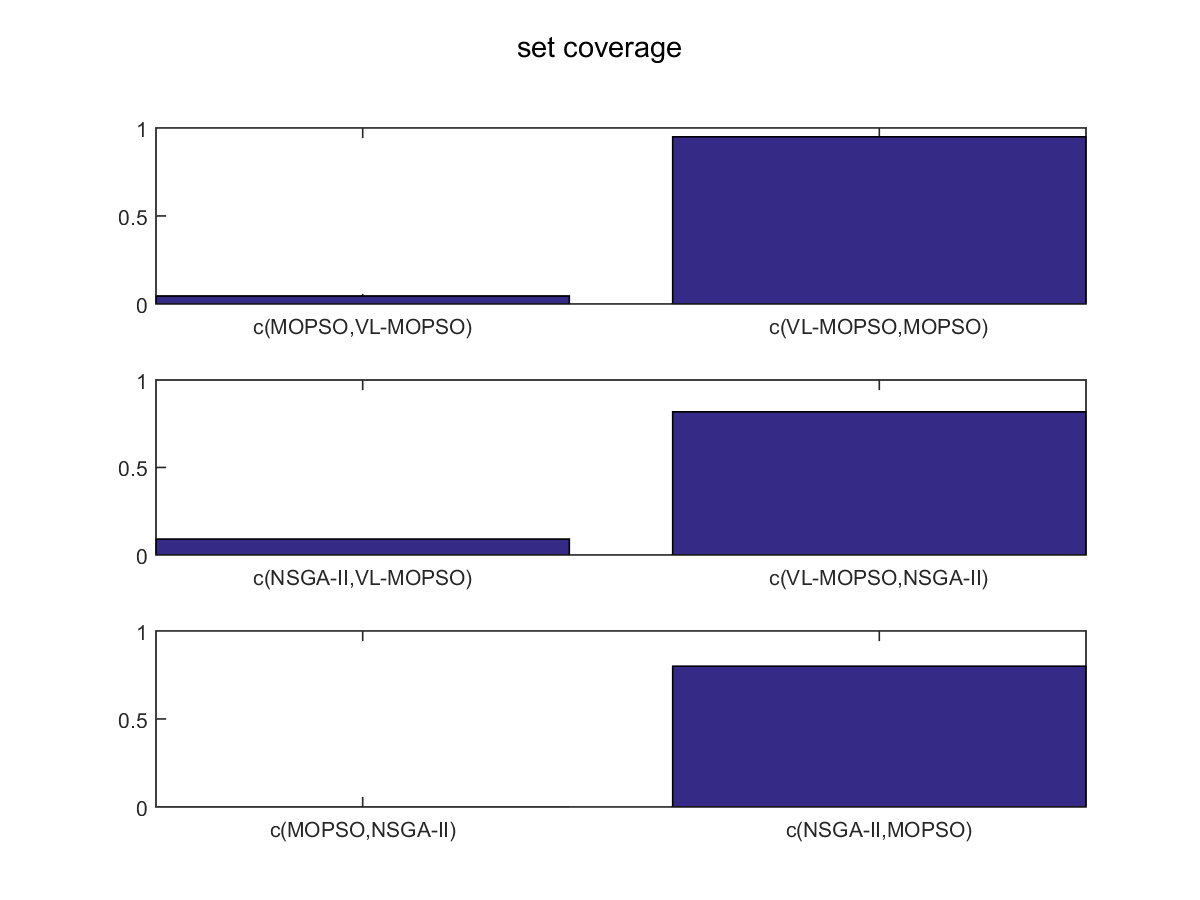 set coverage
1
0.5
0
c(MOPSO,VL-MOPSO) c(VL-MOPSO,MOPSO)
1
0.5
0
c(NSGA-II,VL-MOPSO) c(VL-MOPSO,NSGA-II)
1
0.5
0
c(MOPSO,NSGA-II) c(NSGA-II,MOPSO)